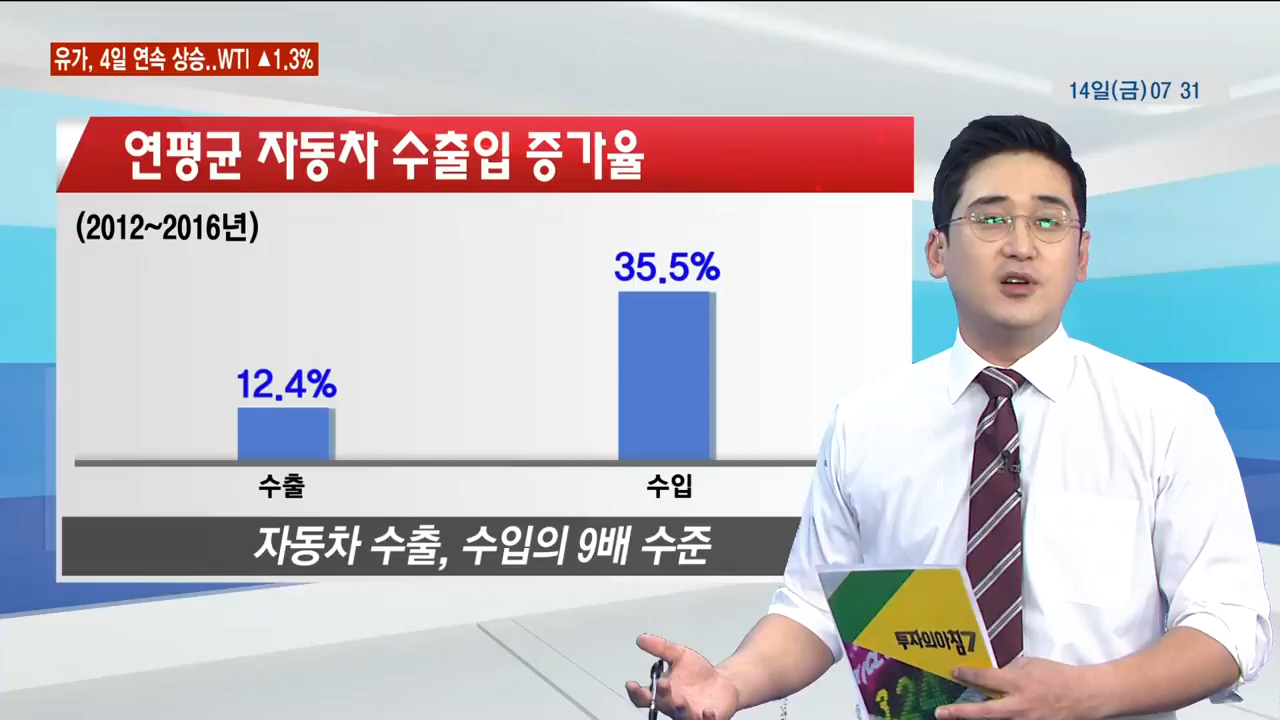 유가, 4일 연속 상승..WTI ▲1.3%
14일(금) 07 31
연평균 자동차 수출입 증가율
(2012~2016년)
12.4%
35.5%
수출
수입
자동차 수출, 수입의 9배 수준
투자의아침7